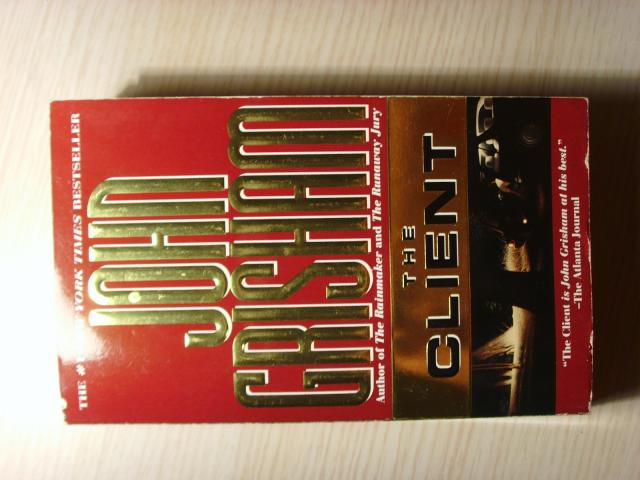 THE #1 NEW YORK TIMES BESTSELLER
JOHN
GRISHAM
Author of The Rainmaker and The Runaway Jury
THE
CLIENT
"The Client is John Grisham at his best."
–The Atlanta Journal